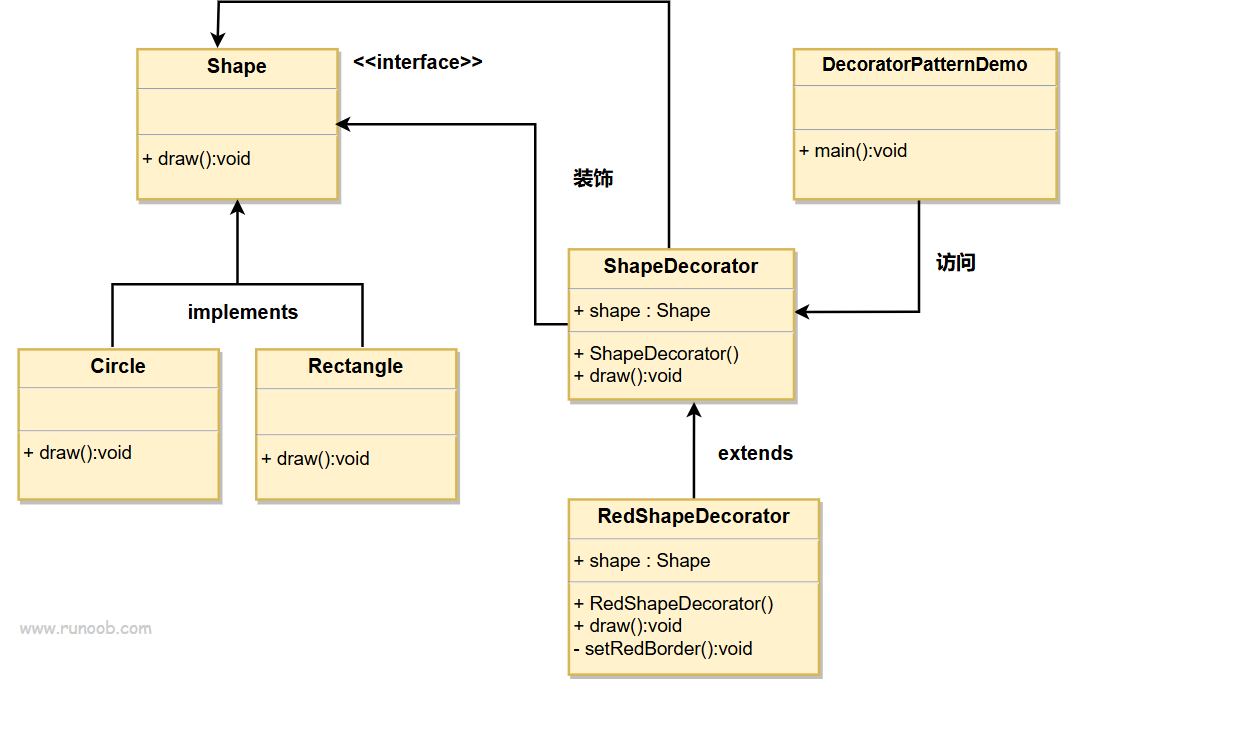 Shape
<<interface>>
+ draw():void
DecoratorPatternDemo
+ main():void
装饰
访问
implements
Circle
+ draw():void
Rectangle
+ draw():void
ShapeDecorator
+ shape : Shape
+ ShapeDecorator()
+ draw():void
extends
RedShapeDecorator
+ shape : Shape
+ RedShapeDecorator()
+ draw():void
- setRedBorder():void
www.runoob.com